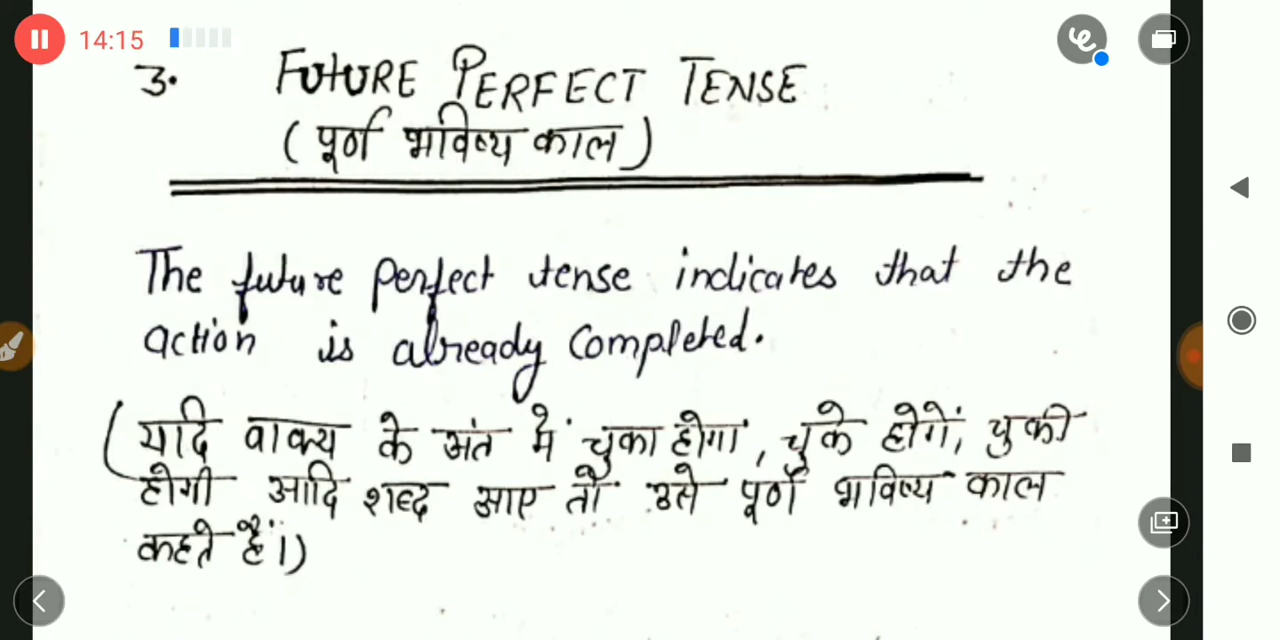 14:15
3. FUTURE PERFECT TENSE
(पूर्ण भविष्य काल)
The future perfect tense indicates that the
action is already completed.
(यदि वाक्य के अंत में चुका होगा, चुके होगें, चुकी
होगी आदि शब्द आए तो उसे पूर्ण भविष्य काल
कहते हैं।)